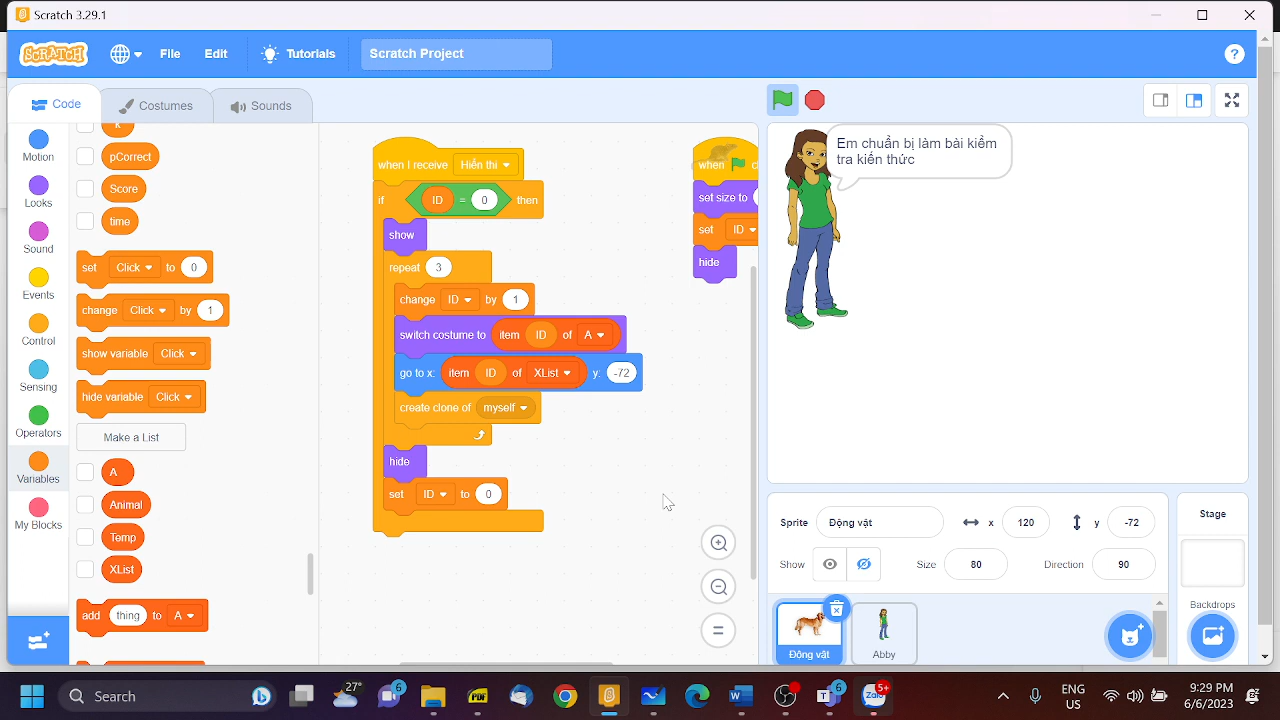 Scratch 3.29.1
SCRATCH
File
Edit
Tutorials
Scratch Project
?
Code
Costumes
Sounds
Motion
Looks
Sound
Events
Control
Sensing
Operators
Variables
My Blocks
k
pCorrect
Score
time
set Click to 0
change Click by 1
show variable Click
hide variable Click
Make a List
A
Animal
Temp
XList
add thing to A
when I receive Hiển thi
if ID = 0 then
show
repeat 3
change ID by 1
switch costume to item ID of A
go to x: item ID of XList y: -72
create clone of myself
hide
set ID to 0
when
set size to
set ID
hide
Em chuẩn bị làm bài kiểm
tra kiến thức
Sprite Động vật x 120 y -72
Show Size 80 Direction 90
Động vật
Abby
Stage
Backdrops
Search
27°
6
PDF
6
Zalo
5+
ENG
US
9:29 PM
6/6/2023